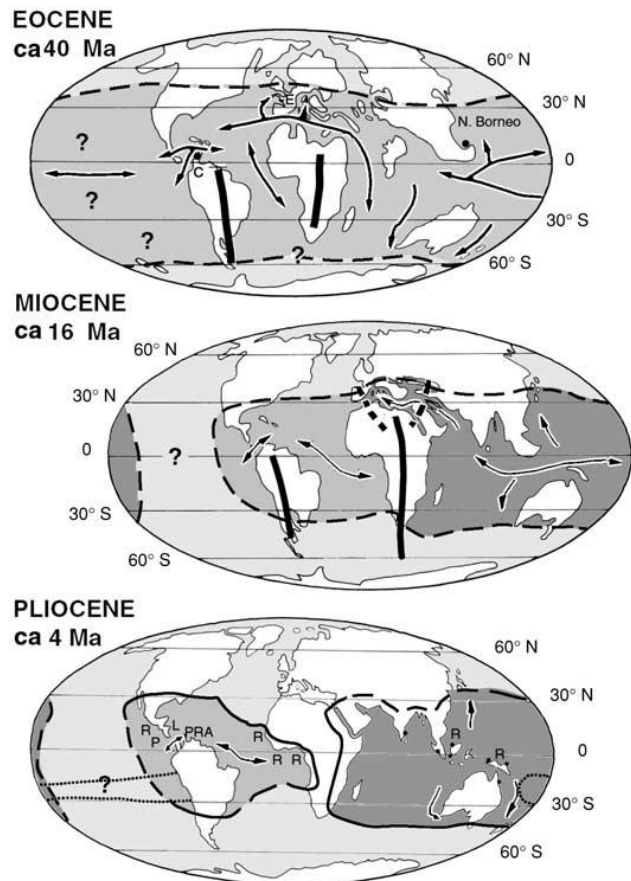 EOCENE
ca 40 Ma
60° N
30° N
E
N. Borneo
?
0
C
?
30° S
?
?
60° S
MIOCENE
ca 16 Ma
60° N
30° N
0
?
30° S
60° S
PLIOCENE
ca 4 Ma
60° N
30° N
R
L
PRA
R
R
P
R
0
R
R
?
30° S
60° S